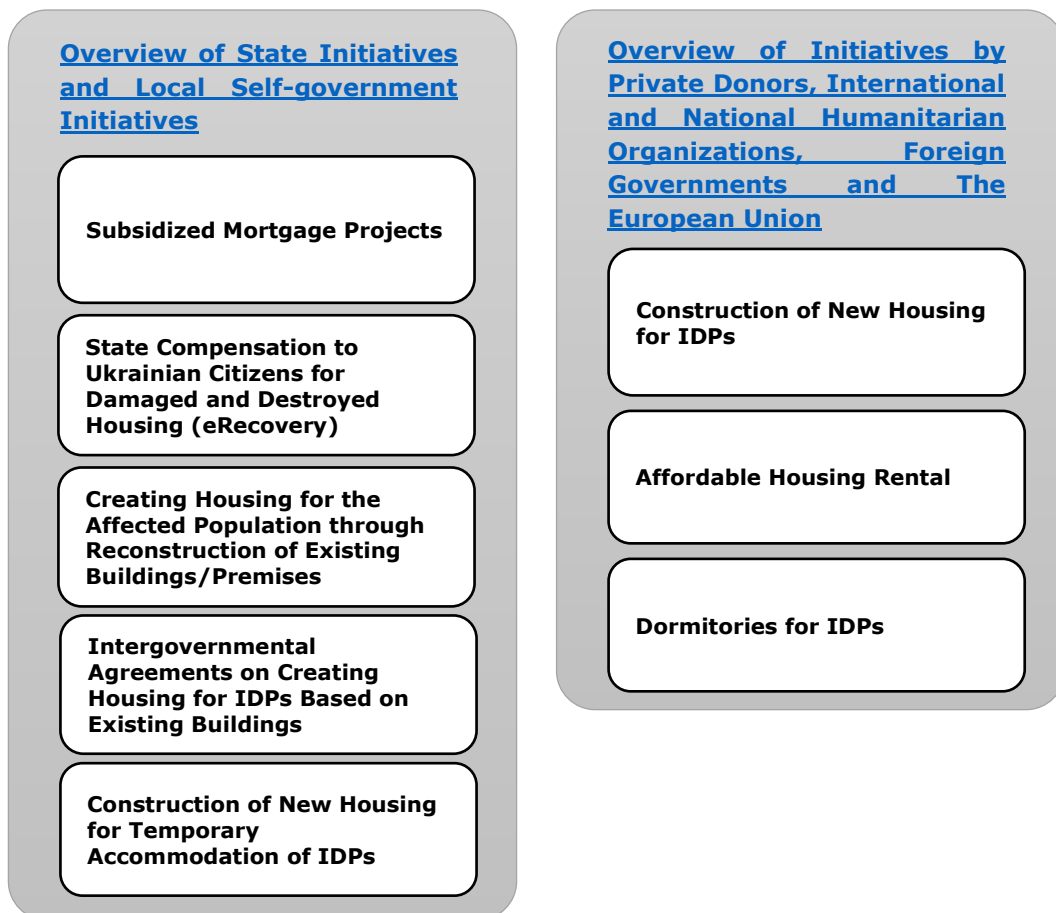 Overview of State Initiatives
and Local Self-government
Initiatives
Subsidized Mortgage Projects
State Compensation to
Ukrainian Citizens for
Damaged and Destroyed
Housing (eRecovery)
Creating Housing for the
Affected Population through
Reconstruction of Existing
Buildings/Premises
Intergovernmental
Agreements on Creating
Housing for IDPs Based on
Existing Buildings
Construction of New Housing
for Temporary
Accommodation of IDPs
Overview of Initiatives by
Private Donors, International
and National Humanitarian
Organizations, Foreign
Governments and The
European Union
Construction of New Housing
for IDPs
Affordable Housing Rental
Dormitories for IDPs